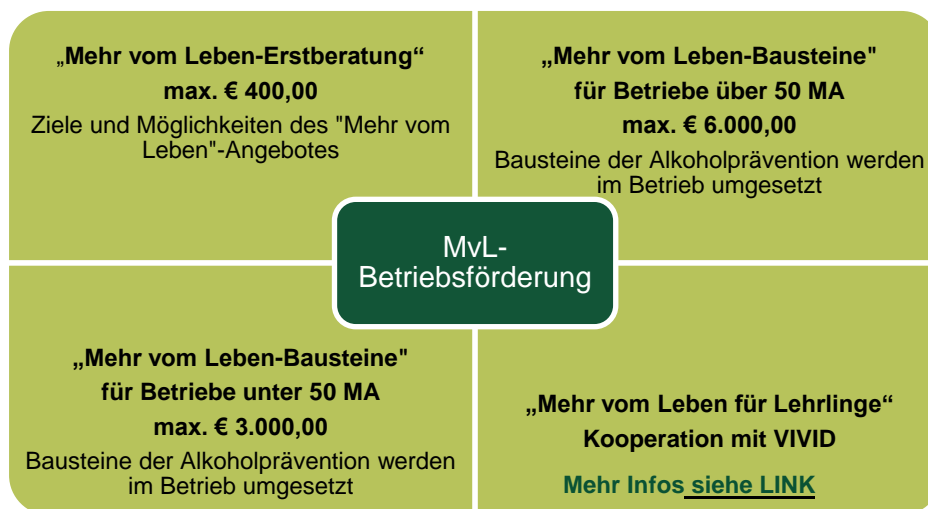 „Mehr vom Leben-Erstberatung“
max. € 400,00
Ziele und Möglichkeiten des "Mehr vom
Leben"-Angebotes
„Mehr vom Leben-Bausteine"
für Betriebe über 50 MA
max. € 6.000,00
Bausteine der Alkoholprävention werden
im Betrieb umgesetzt
MvL-
Betriebsförderung
„Mehr vom Leben-Bausteine"
für Betriebe unter 50 MA
max. € 3.000,00
Bausteine der Alkoholprävention werden
im Betrieb umgesetzt
„Mehr vom Leben für Lehrlinge“
Kooperation mit VIVID
Mehr Infos siehe LINK